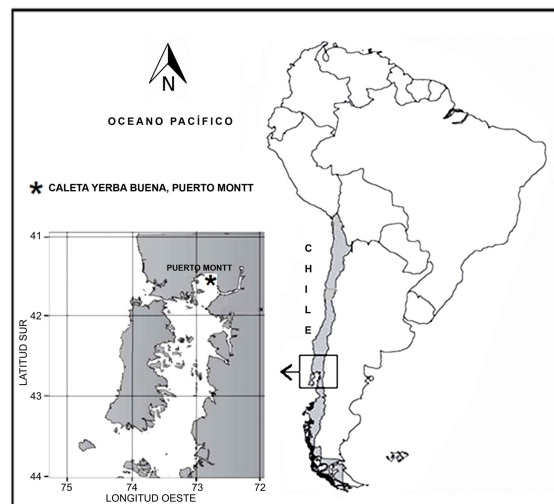 N
OCEANO PACÍFICO
* CALETA YERBA BUENA, PUERTO MONTT
CHILE
PUERTO MONTT
*
41
42
43
44
LATITUD SUR
75 74 73 72
LONGITUD OESTE